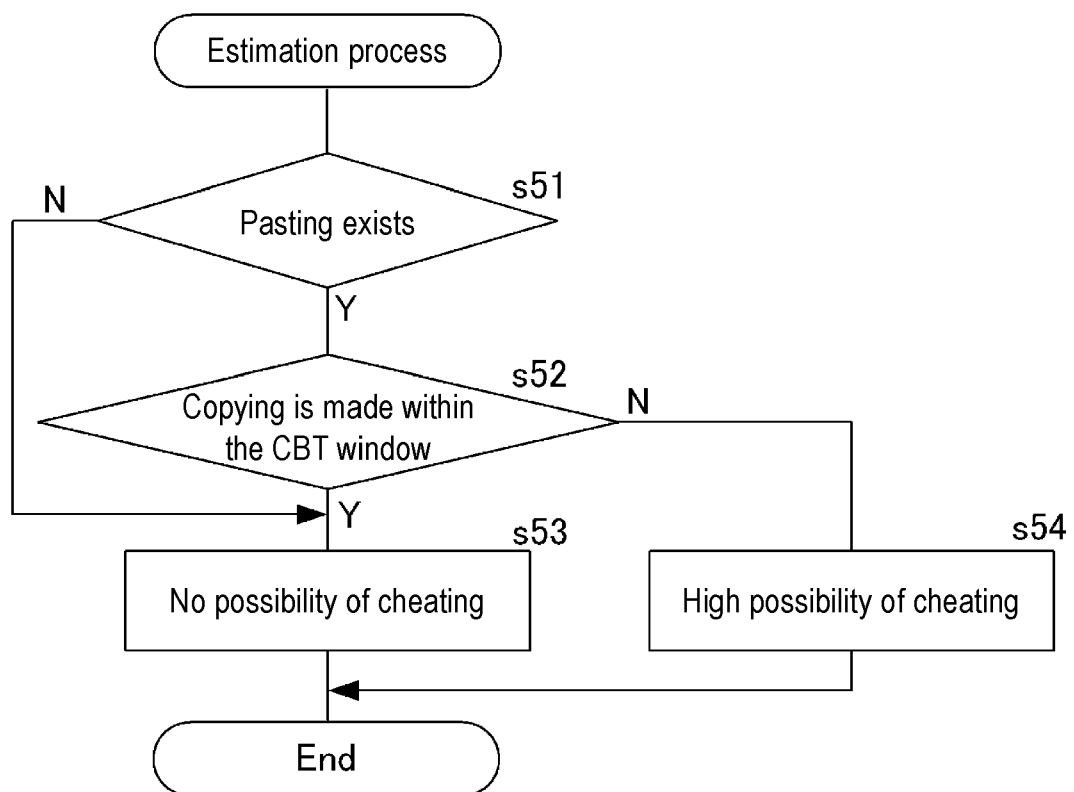 Estimation process
N
s51
Pasting exists
Y
s52
N
Copying is made within
the CBT window
Y
s53
s54
No possibility of cheating
High possibility of cheating
End